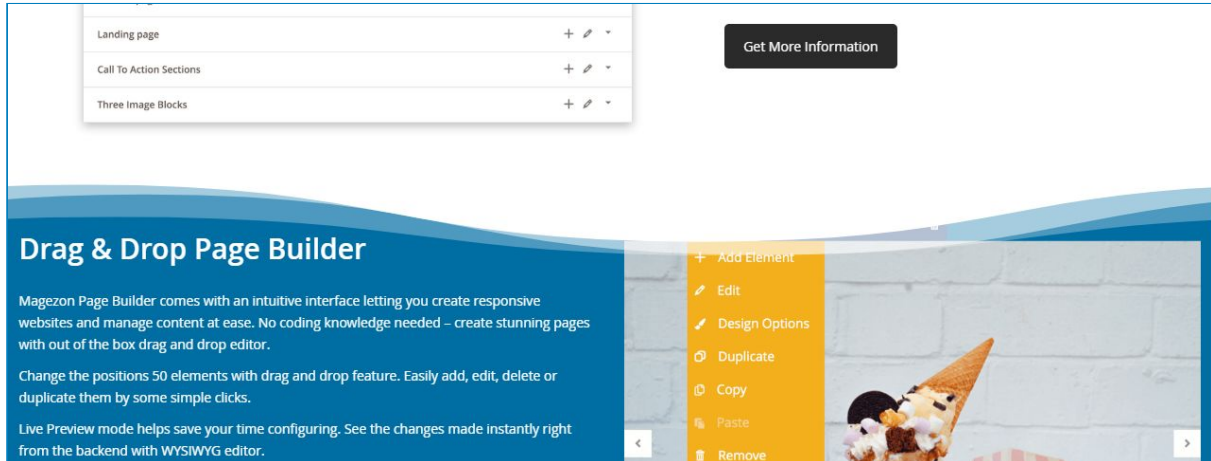 Landing page
Call To Action Sections
Three Image Blocks
Get More Information
Drag & Drop Page Builder
Magezon Page Builder comes with an intuitive interface letting you create responsive
websites and manage content at ease. No coding knowledge needed – create stunning pages
with out of the box drag and drop editor.
Change the positions 50 elements with drag and drop feature. Easily add, edit, delete or
duplicate them by some simple clicks.
Live Preview mode helps save your time configuring. See the changes made instantly right
from the backend with WYSIWYG editor.
Add Element
Edit
Design Options
Duplicate
Copy
Paste
Remove